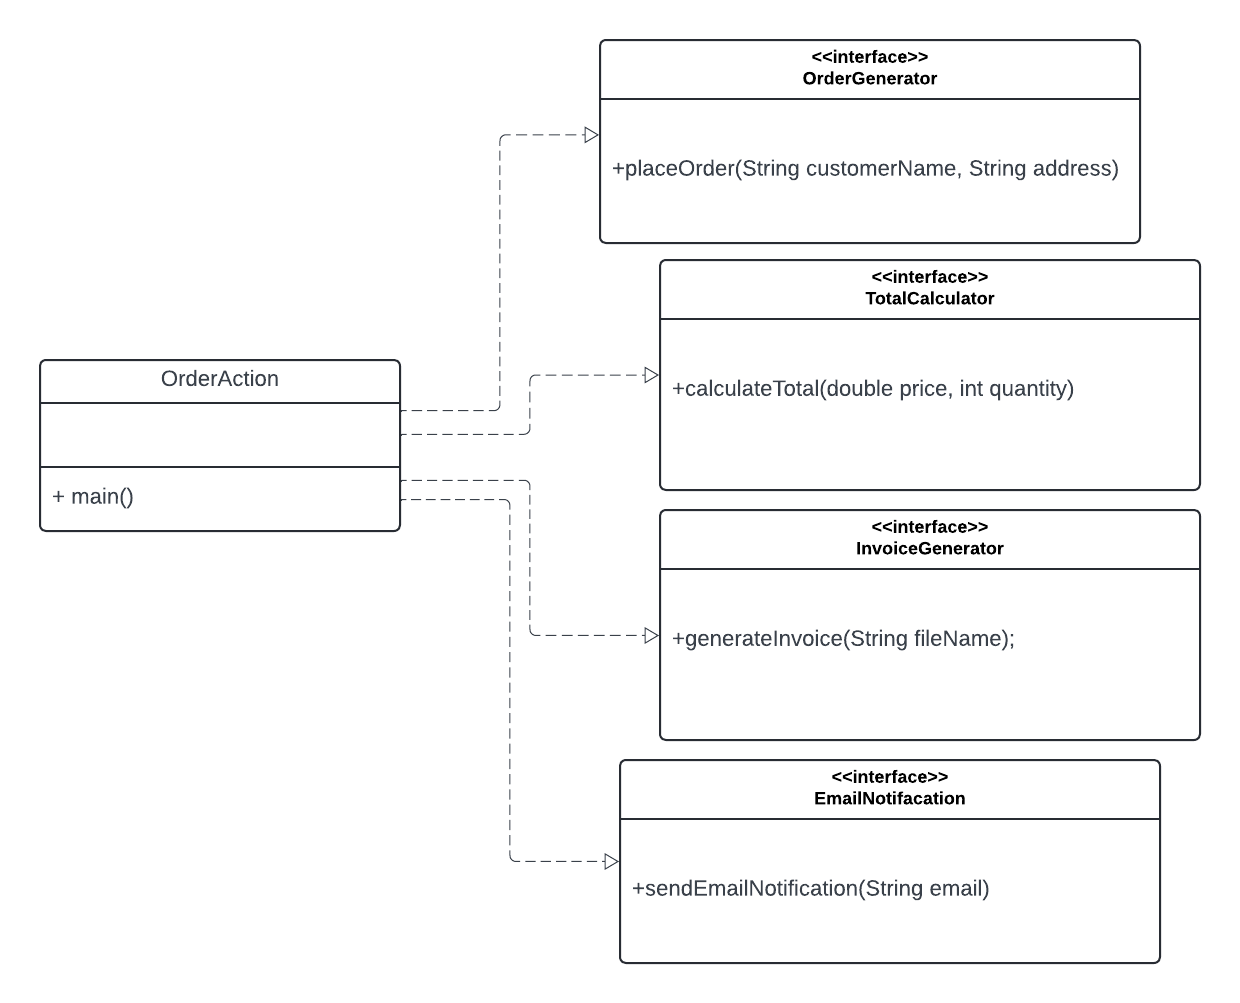 <<interface>>
OrderGenerator
+placeOrder(String customerName, String address)
<<interface>>
TotalCalculator
+calculateTotal(double price, int quantity)
OrderAction
+ main()
<<interface>>
InvoiceGenerator
+generateInvoice(String fileName);
<<interface>>
EmailNotifacation
+sendEmailNotification(String email)